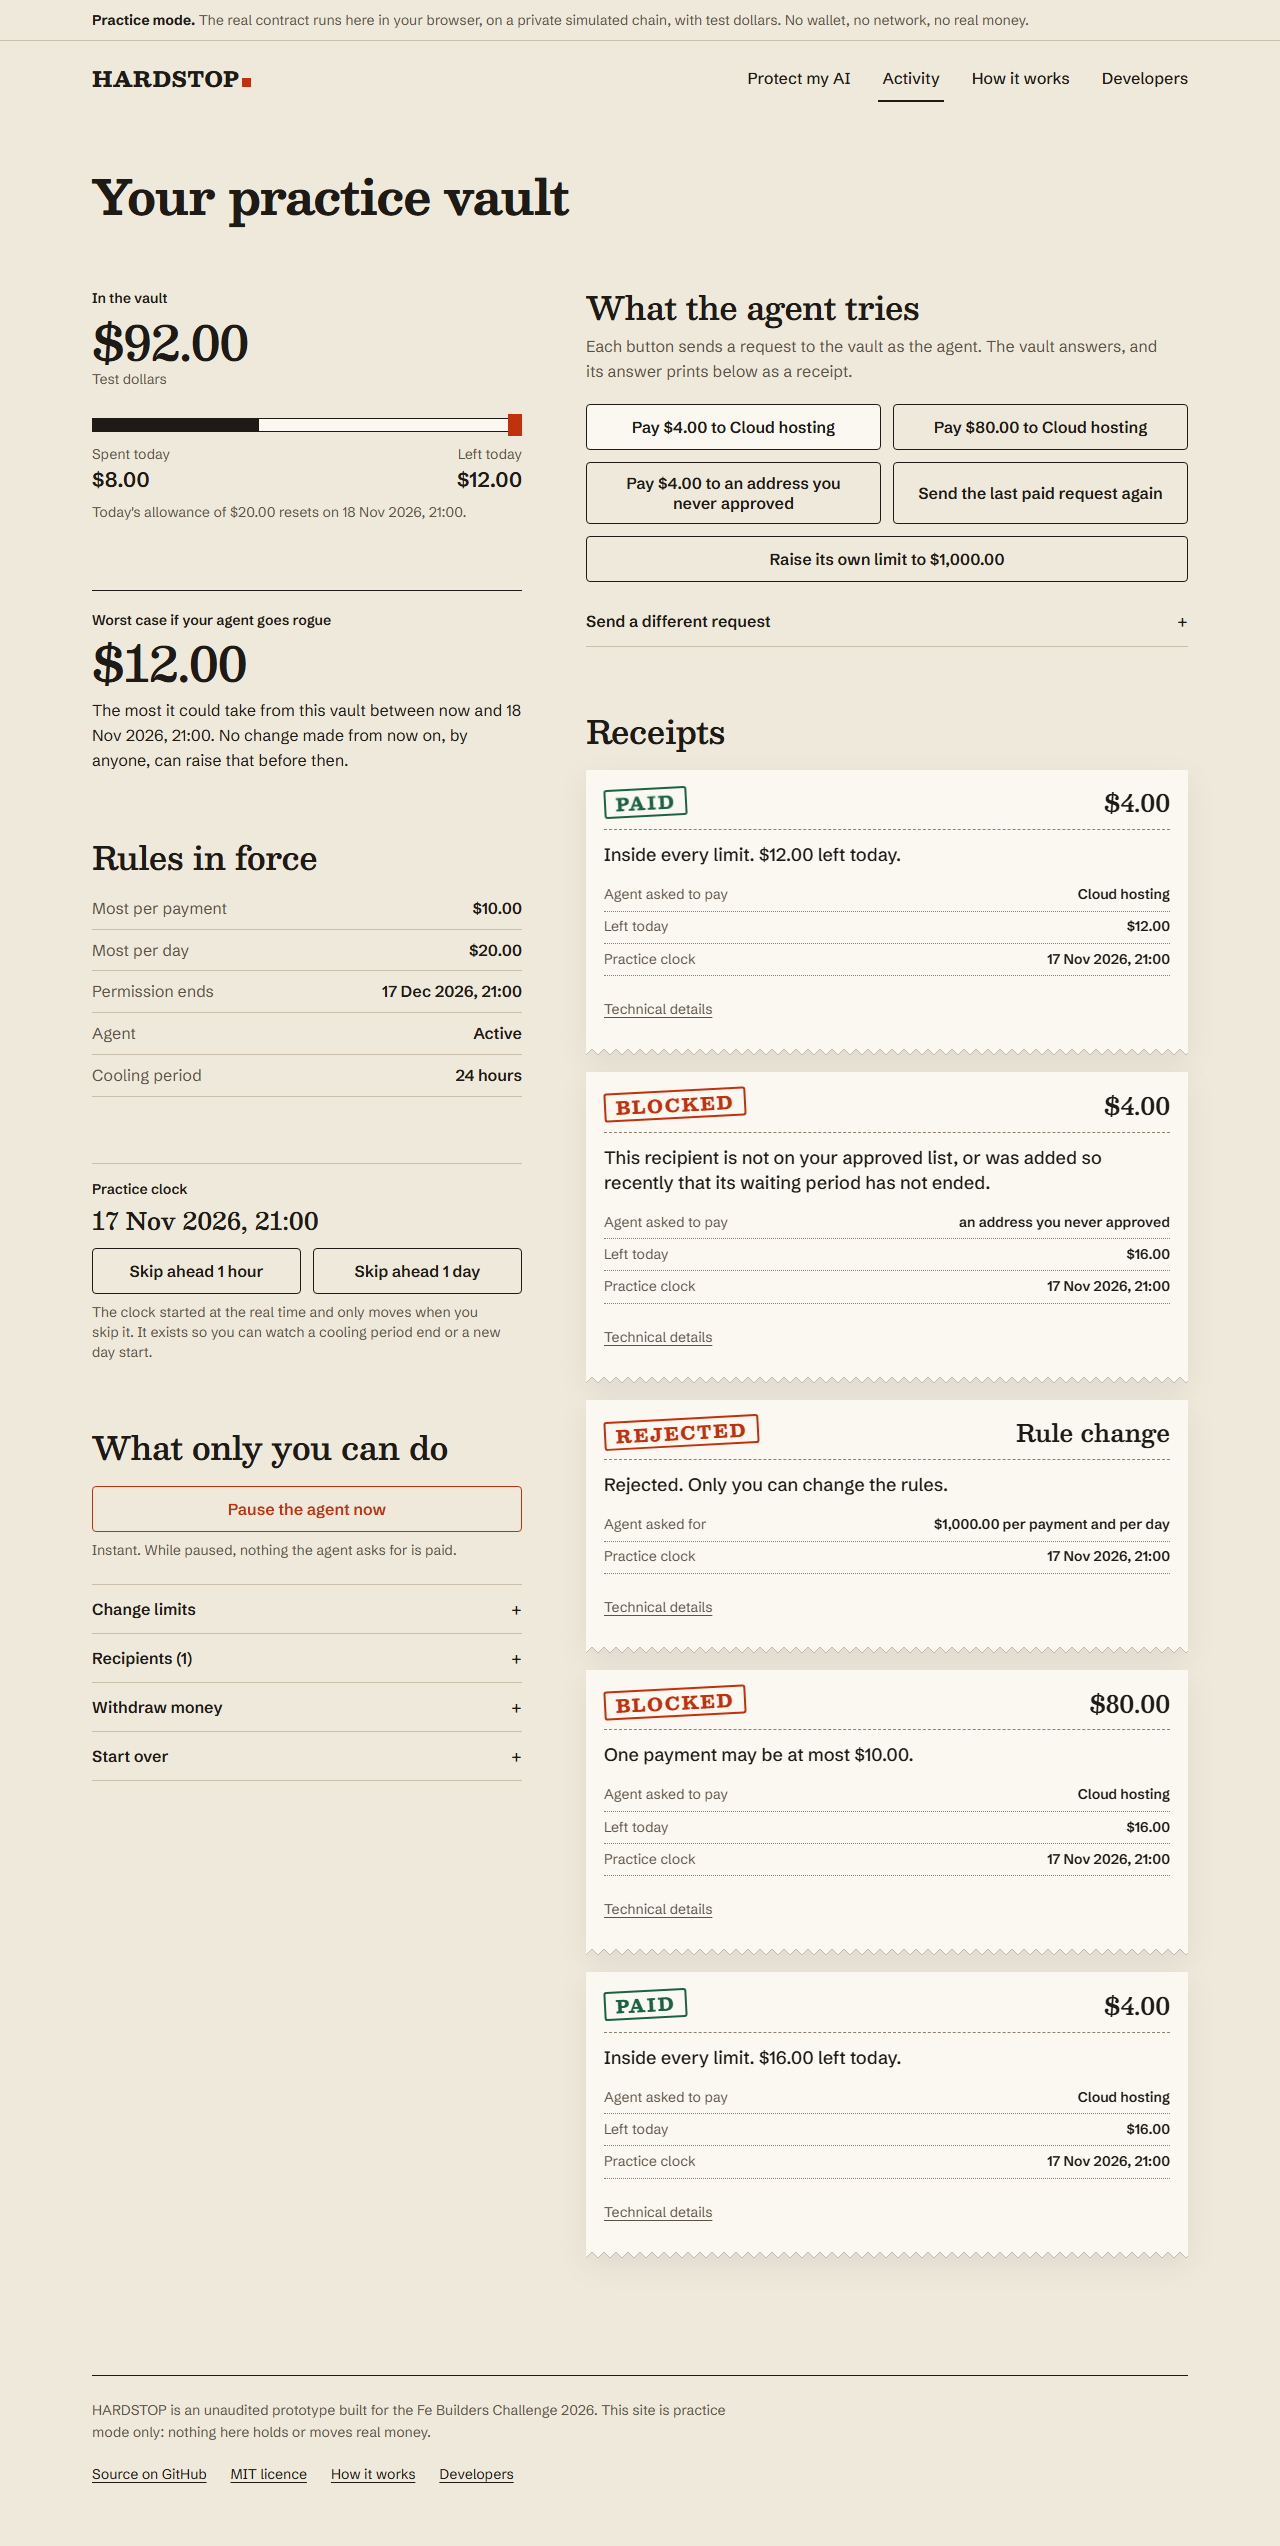 Practice mode. The real contract runs here in your browser, on a private simulated chain, with test dollars. No wallet, no network, no real money.
HARDSTOP
Protect my AI
Activity
How it works
Developers
Your practice vault
In the vault
$92.00
Test dollars
Spent today
Left today
$8.00
$12.00
Today's allowance of $20.00 resets on 18 Nov 2026, 21:00.
Worst case if your agent goes rogue
$12.00
The most it could take from this vault between now and 18
Nov 2026, 21:00. No change made from now on, by
anyone, can raise that before then.
Rules in force
Most per payment
$10.00
Most per day
$20.00
Permission ends
17 Dec 2026, 21:00
Agent
Active
Cooling period
24 hours
Practice clock
17 Nov 2026, 21:00
Skip ahead 1 hour
Skip ahead 1 day
The clock started at the real time and only moves when you
skip it. It exists so you can watch a cooling period end or a new
day start.
What only you can do
Pause the agent now
Instant. While paused, nothing the agent asks for is paid.
Change limits
+
Recipients (1)
+
Withdraw money
+
Start over
+
What the agent tries
Each button sends a request to the vault as the agent. The vault answers, and
its answer prints below as a receipt.
Pay $4.00 to Cloud hosting
Pay $80.00 to Cloud hosting
Pay $4.00 to an address you
never approved
Send the last paid request again
Raise its own limit to $1,000.00
Send a different request
+
Receipts
PAID
$4.00
Inside every limit. $12.00 left today.
Agent asked to pay
Cloud hosting
Left today
$12.00
Practice clock
17 Nov 2026, 21:00
Technical details
BLOCKED
$4.00
This recipient is not on your approved list, or was added so
recently that its waiting period has not ended.
Agent asked to pay
an address you never approved
Left today
$16.00
Practice clock
17 Nov 2026, 21:00
Technical details
REJECTED
Rule change
Rejected. Only you can change the rules.
Agent asked for
$1,000.00 per payment and per day
Practice clock
17 Nov 2026, 21:00
Technical details
BLOCKED
$80.00
One payment may be at most $10.00.
Agent asked to pay
Cloud hosting
Left today
$16.00
Practice clock
17 Nov 2026, 21:00
Technical details
PAID
$4.00
Inside every limit. $16.00 left today.
Agent asked to pay
Cloud hosting
Left today
$16.00
Practice clock
17 Nov 2026, 21:00
Technical details
HARDSTOP is an unaudited prototype built for the Fe Builders Challenge 2026. This site is practice
mode only: nothing here holds or moves real money.
Source on GitHub
MIT licence
How it works
Developers